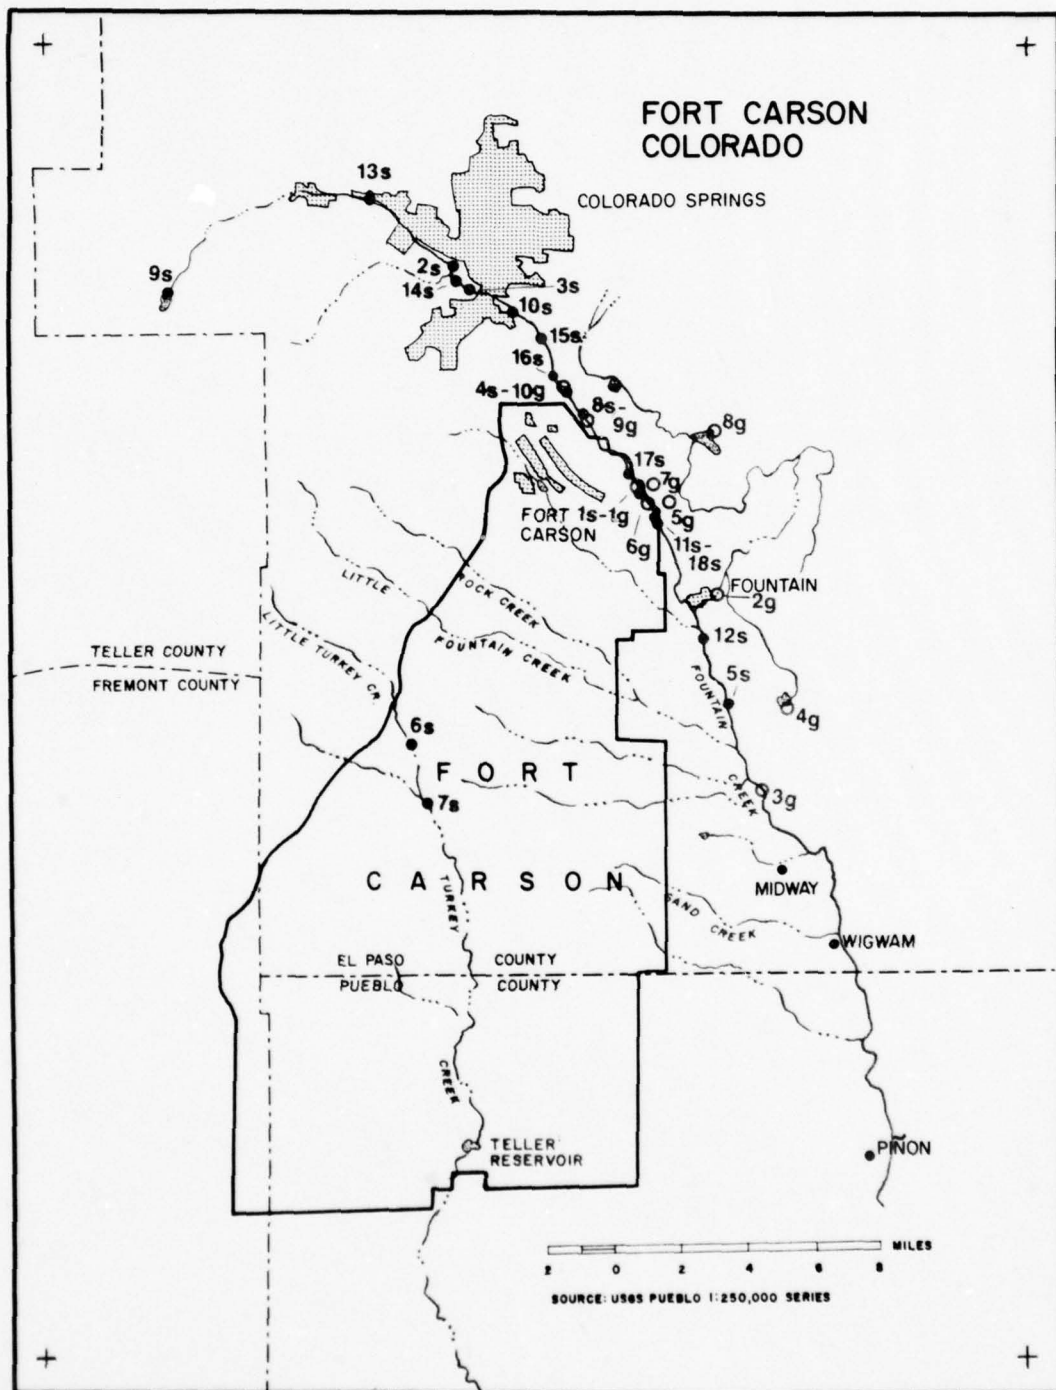 FORT CARSON
COLORADO
COLORADO SPRINGS
13s
9s
2s
14s
3s
10s
15s
16s
4s-10g
8s-
9g
8g
17s
7g
1s-1g
5g
6g
11s-
18s
FORT
CARSON
FOUNTAIN
2g
12s
5s
4g
3g
ROCK CREEK
LITTLE
FOUNTAIN CREEK
LITTLE TURKEY CR.
TELLER COUNTY
FREMONT COUNTY
6s
7s
FORT
CARSON
FOUNTAIN
CREEK
MIDWAY
SAND CREEK
WIGWAM
TURKEY
CREEK
EL PASO COUNTY
PUEBLO COUNTY
TELLER
RESERVOIR
PIÑON
MILES
2 0 2 4 6 8
SOURCE: USGS PUEBLO 1:250,000 SERIES